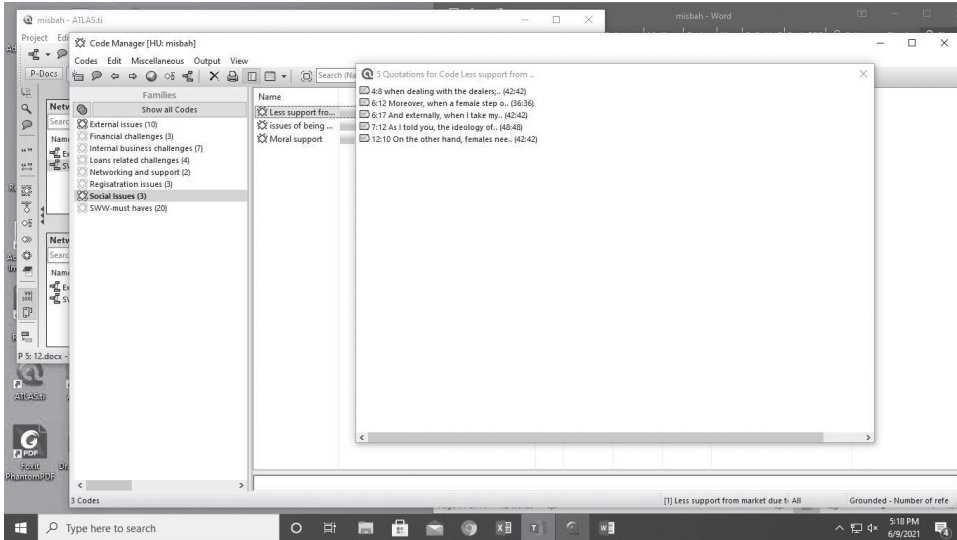 misbah - ATLAS.ti
misbah - Word
Project Edi
Code Manager [HU: misbah]
Codes Edit Miscellaneous Output View
P-Docs
Search (Na
5 Quotations for Code Less support from ..
4:8 when dealing with the dealers;.. (42:42)
6:12 Moreover, when a female step o.. (36:36)
6:17 And externally, when I take my.. (42:42)
7:12 As I told you, the ideology of.. (48:48)
12:10 On the other hand, females nee.. (42:42)
Families
Show all Codes
External issues (10)
Financial challenges (3)
Internal business challenges (7)
Loans related challenges (4)
Networking and support (2)
Regisatration issues (3)
Social Issues (3)
SWW-must haves (20)
Name
Less support fro...
issues of being ...
Moral support
Netw
Searc
Name
Netw
Searc
Name
P 5: 12.docx -
ATLAS.ti
PDF
Foxit
PhantomPDF
3 Codes
[1] Less support from market due t
All
Grounded - Number of refe
Type here to search
5:18 PM
6/9/2021